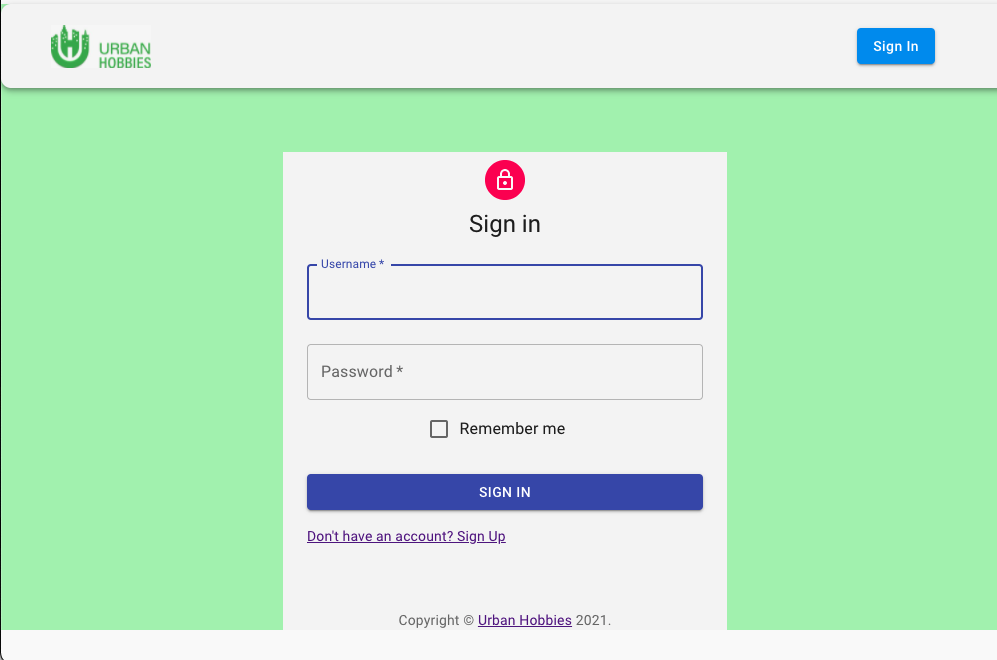 URBAN
HOBBIES
Sign In
Sign in
Username *
Password *
Remember me
SIGN IN
Don't have an account? Sign Up
Copyright © Urban Hobbies 2021.